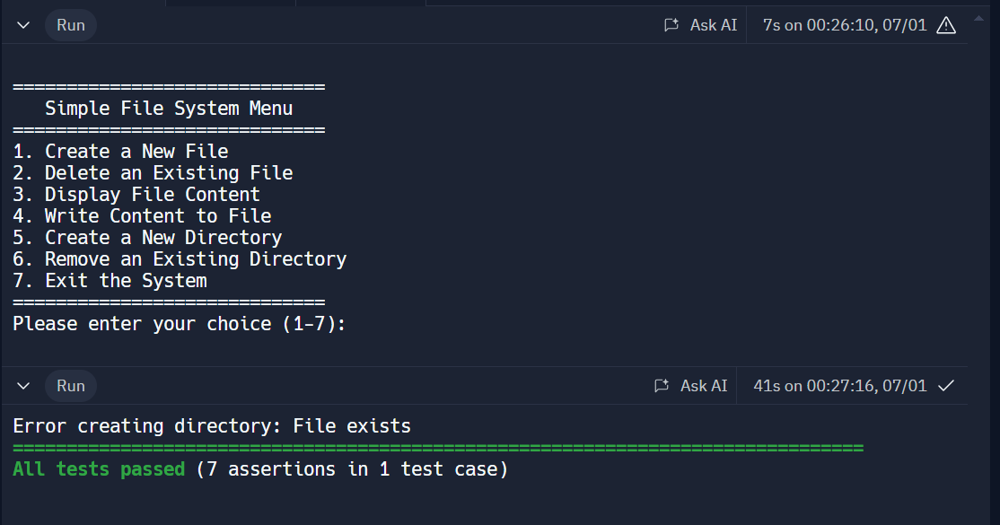 Run Ask AI 7s on 00:26:10, 07/01
=============================
Simple File System Menu
=============================
1. Create a New File
2. Delete an Existing File
3. Display File Content
4. Write Content to File
5. Create a New Directory
6. Remove an Existing Directory
7. Exit the System
=============================
Please enter your choice (1-7):
Run Ask AI 41s on 00:27:16, 07/01
Error creating directory: File exists
===============================================================================
All tests passed (7 assertions in 1 test case)